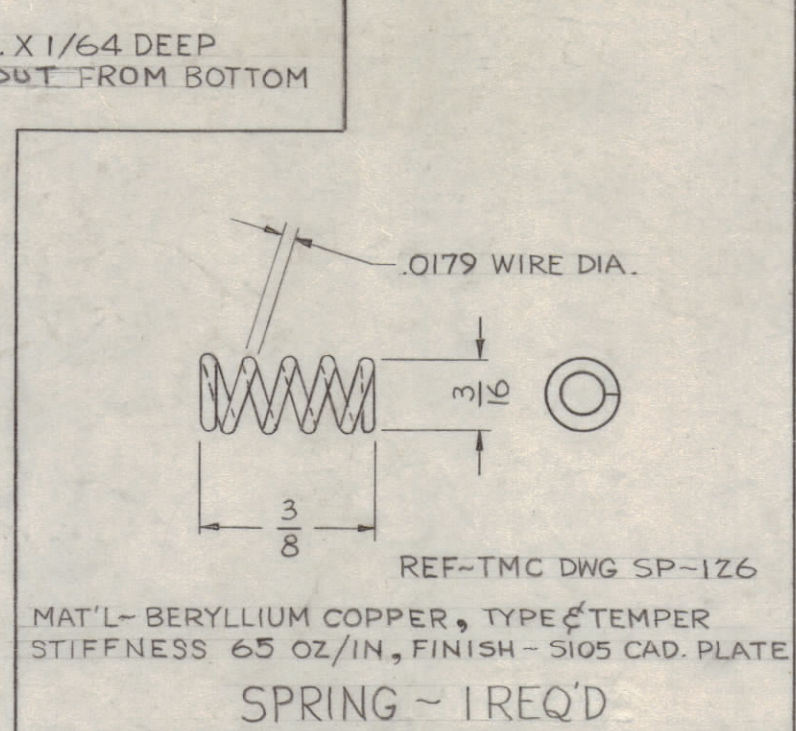 . X 1/64 DEEP
OUT FROM BOTTOM
.0179 WIRE DIA.
3/16
3/8
REF~TMC DWG SP~126
MAT'L~ BERYLLIUM COPPER, TYPE & TEMPER
STIFFNESS 65 OZ/IN, FINISH ~ S105 CAD. PLATE
SPRING ~ 1 REQ'D